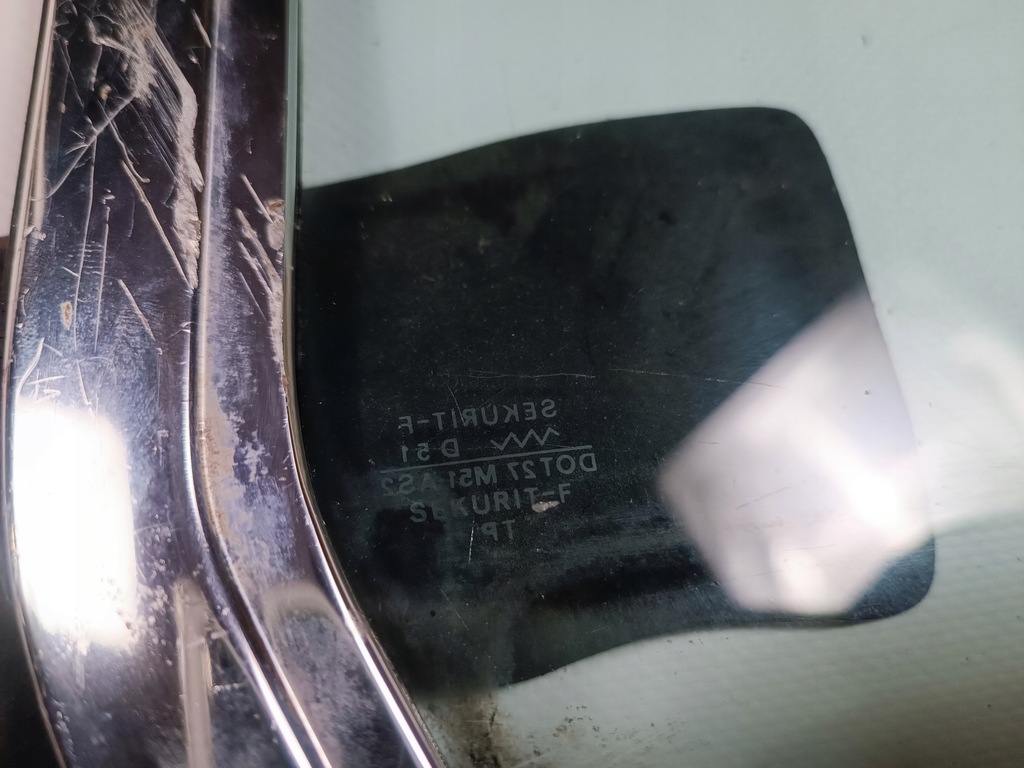 SEKURIT-F
D 51
DOT27 M51 AS2
SEKURIT-F
TP